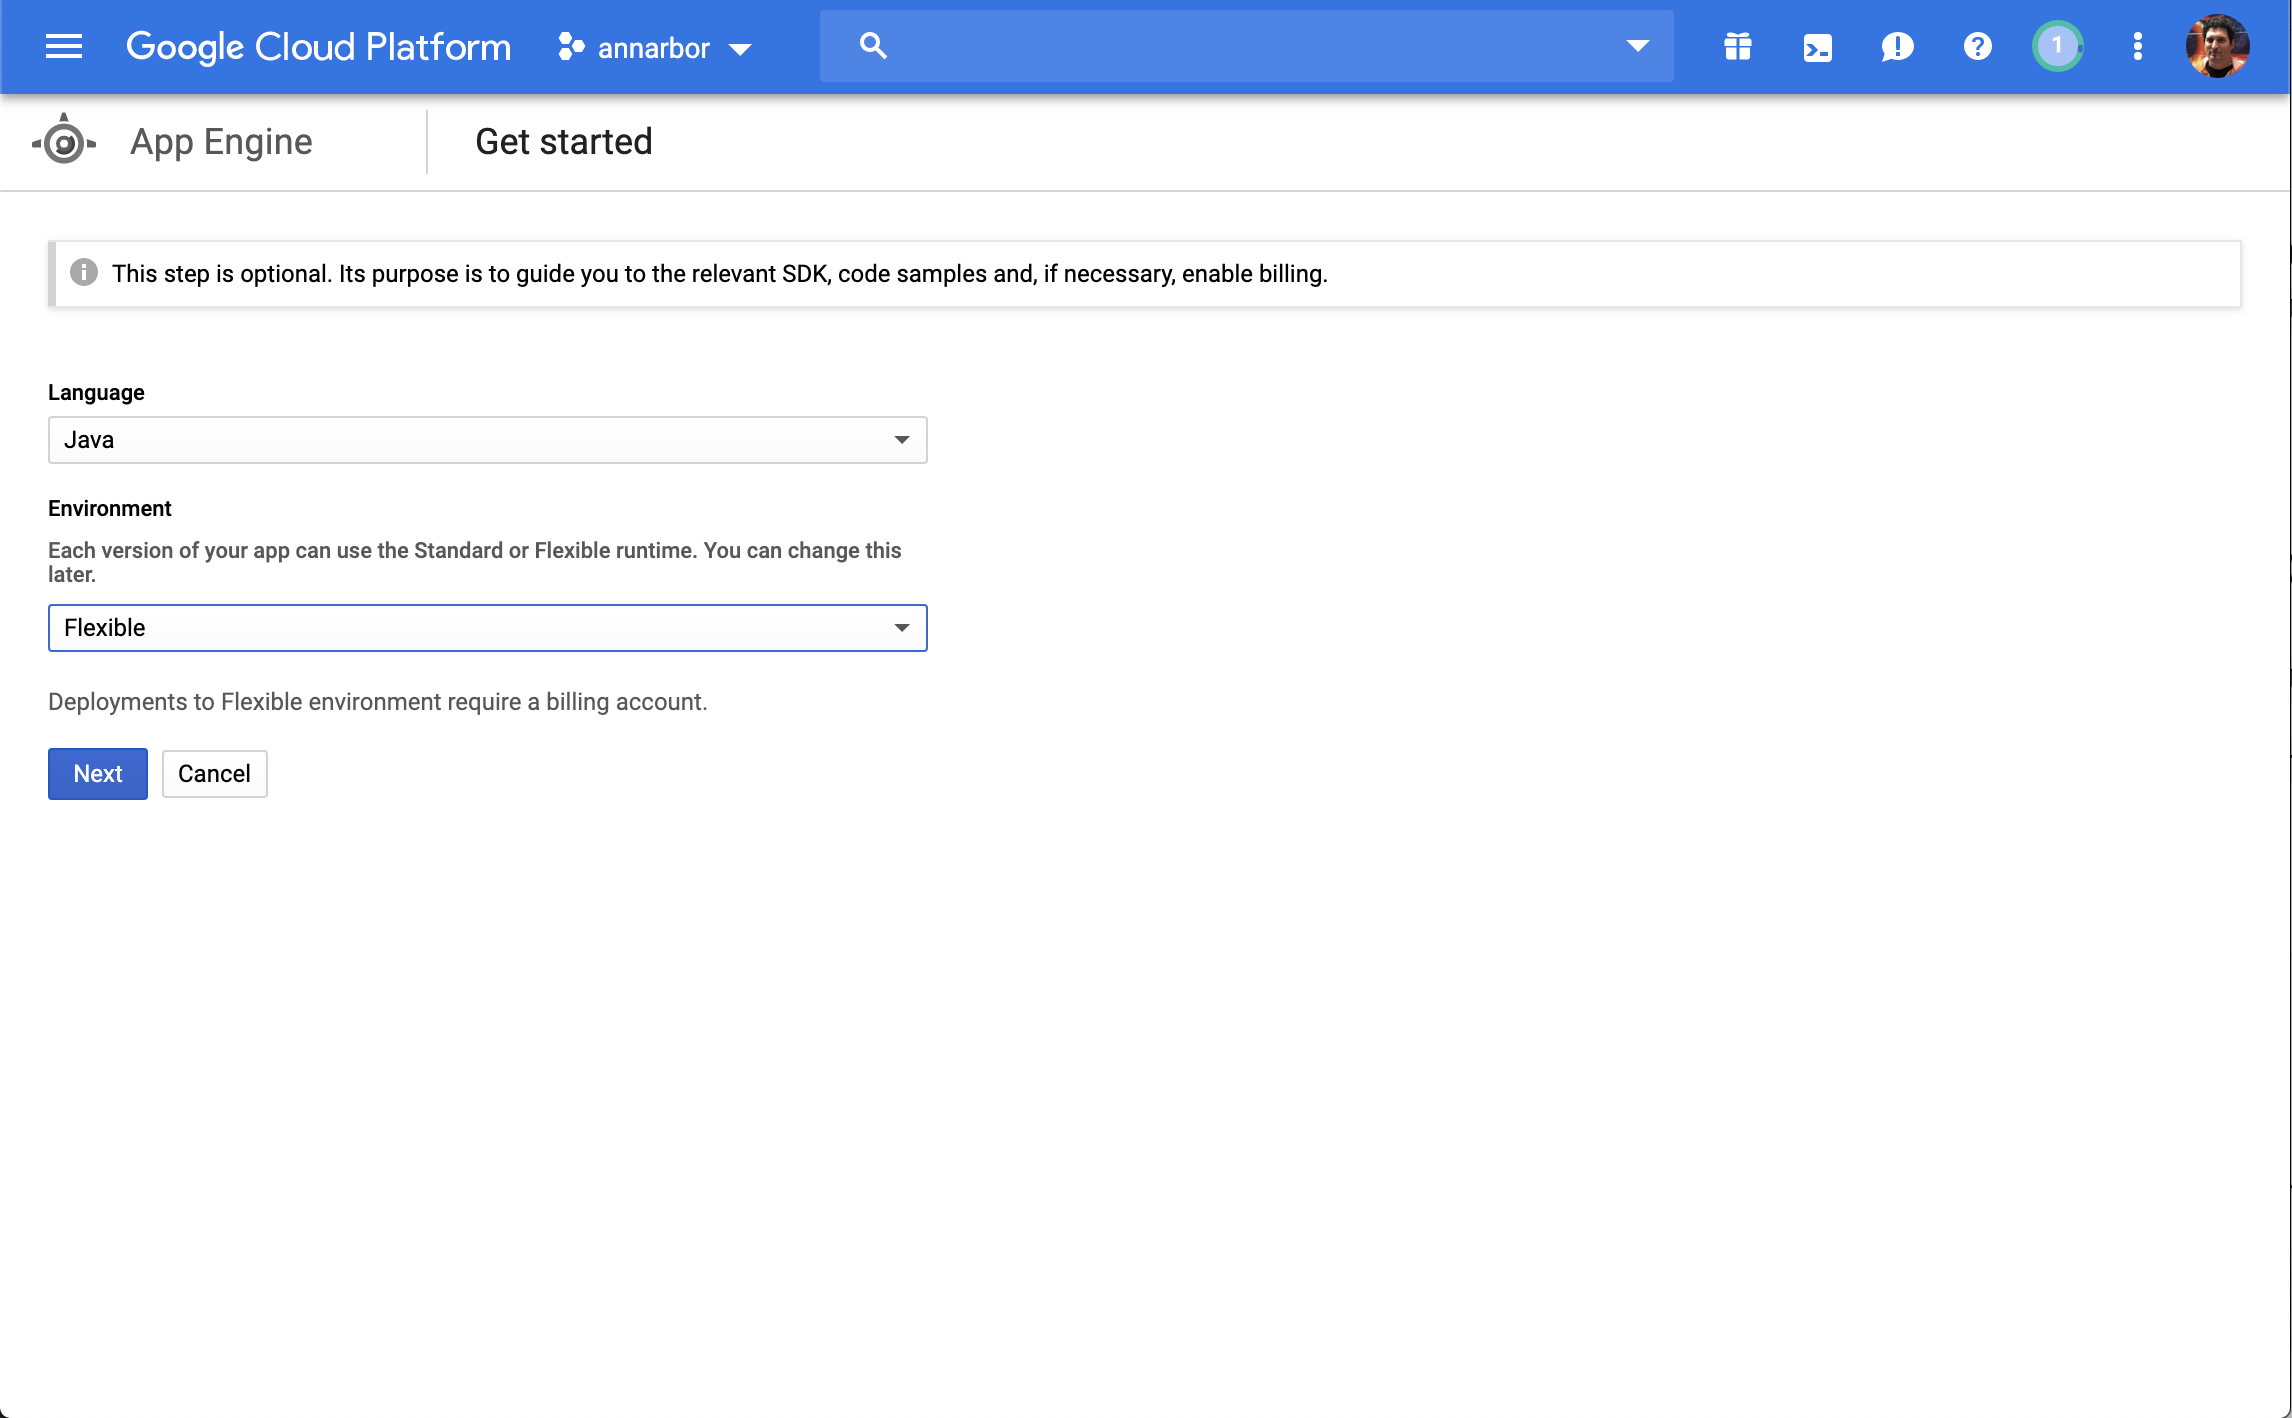 Google Cloud Platform
annarbor
1
App Engine
Get started
This step is optional. Its purpose is to guide you to the relevant SDK, code samples and, if necessary, enable billing.
Language
Java
Environment
Each version of your app can use the Standard or Flexible runtime. You can change this
later.
Flexible
Deployments to Flexible environment require a billing account.
Next
Cancel